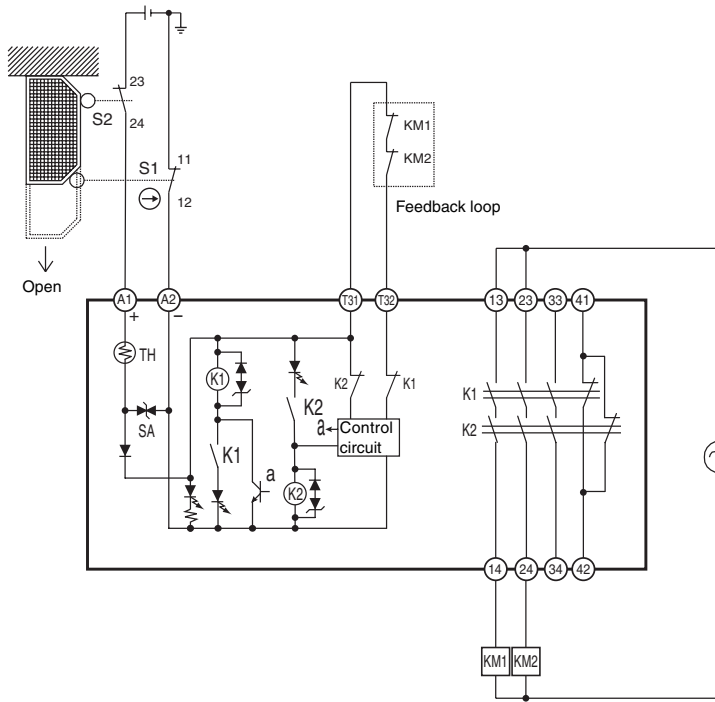 23
S2
24
S1
11
12
Open
KM1
KM2
Feedback loop
A1
A2
T31
T32
13
23
33
41
+
−
TH
SA
K1
K1
K2
a
K2
K2
K1
a
Control
circuit
K1
K2
14
24
34
42
KM1
KM2